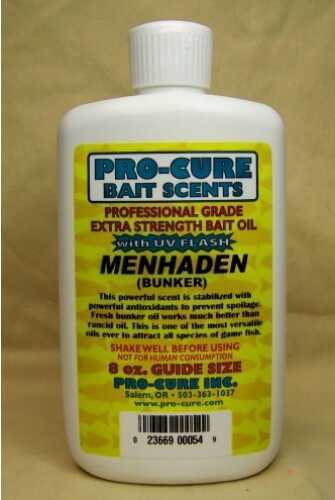 PRO-CURE
BAIT SCENTS
PROFESSIONAL GRADE
EXTRA STRENGTH BAIT OIL
with UV FLASH
MENHADEN
(BUNKER)
This powerful scent is stabilized with
powerful antioxidants to prevent spoilage.
Fresh bunker oil works much better than
rancid oil. This is one of the most versatile
oils ever to attract all species of game fish.
SHAKE WELL BEFORE USING
NOT FOR HUMAN CONSUMPTION
8 oz. GUIDE SIZE
PRO-CURE INC.
Salem, OR • 503-363-1037
www.pro-cure.com
0 23669 00054 9